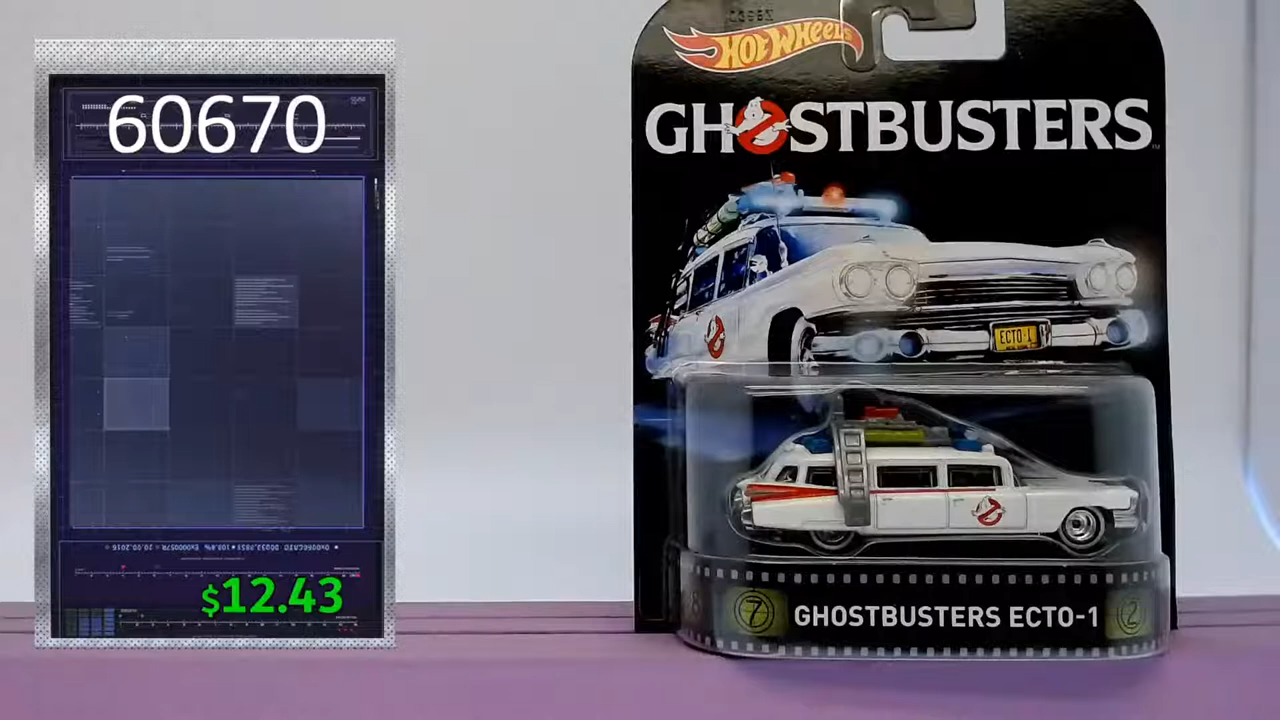 60670
$12.43
HOT WHEELS
GHOSTBUSTERS
ECTO-1
7 GHOSTBUSTERS ECTO-1 2